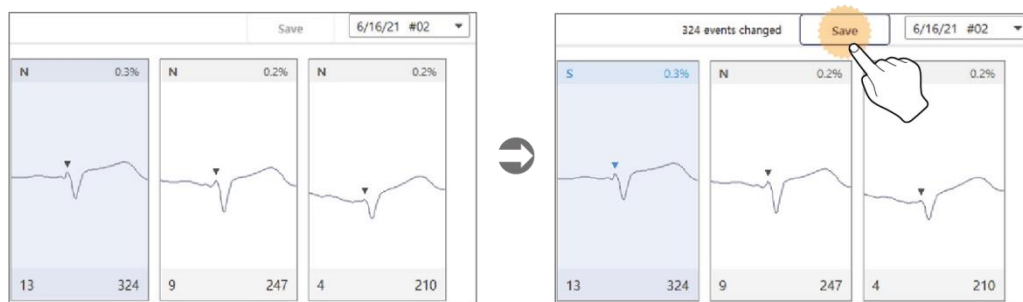 Save 6/16/21 #02
N 0.3% N 0.2% N 0.2%
13 324 9 247 4 210
324 events changed Save 6/16/21 #02
S 0.3% N 0.2% 0.2%
13 324 9 247 4 210